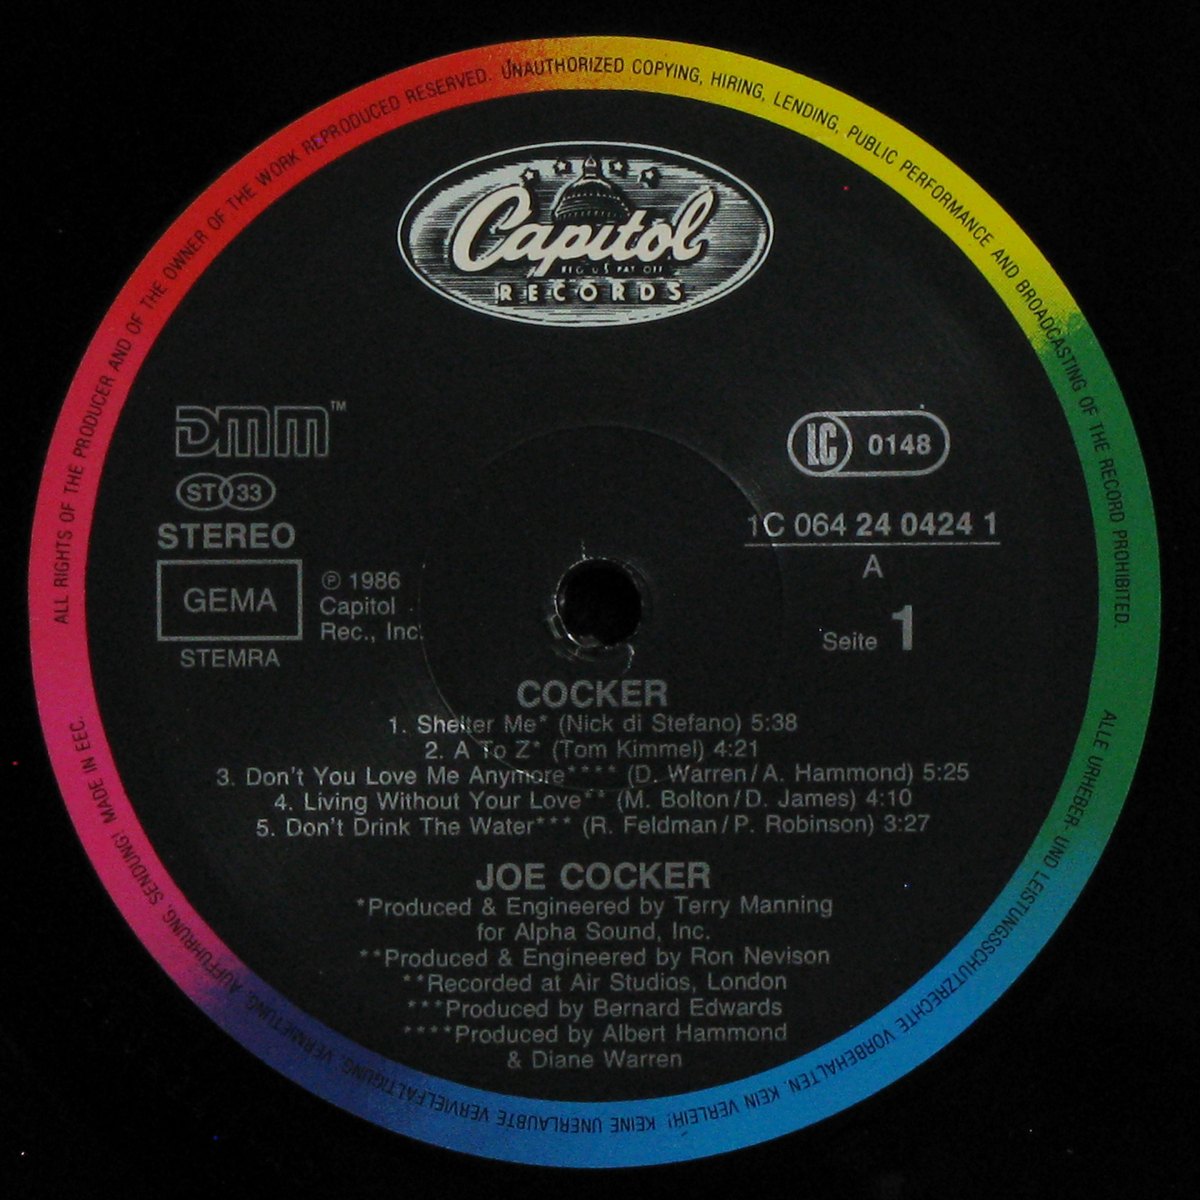 ALL RIGHTS OF THE PRODUCER AND OF THE OWNER OF THE WORK REPRODUCED RESERVED. UNAUTHORIZED COPYING, HIRING, LENDING, PUBLIC PERFORMANCE AND BROADCASTING OF THE RECORD PROHIBITED.
Capitol
REG. U.S. PAT. OFF.
RECORDS
DMM™
LC 0148
ST 33
STEREO
1C 064 24 0424 1
A
GEMA
STEMRA
℗ 1986
Capitol
Rec., Inc.
Seite 1
COCKER
1. Shelter Me* (Nick di Stefano) 5:38
2. A To Z* (Tom Kimmel) 4:21
3. Don't You Love Me Anymore**** (D. Warren/A. Hammond) 5:25
4. Living Without Your Love** (M. Bolton/D. James) 4:10
5. Don't Drink The Water*** (R. Feldman/P. Robinson) 3:27
JOE COCKER
*Produced & Engineered by Terry Manning
for Alpha Sound, Inc.
**Produced & Engineered by Ron Nevison
**Recorded at Air Studios, London
***Produced by Bernard Edwards
****Produced by Albert Hammond
& Diane Warren
ALLE URHEBER- UND LEISTUNGSSCHUTZRECHTE VORBEHALTEN. KEIN VERLEIH! KEINE UNERLAUBTE VERVIELFÄLTIGUNG, VERMIETUNG, AUFFÜHRUNG, SENDUNG! MADE IN EEC.